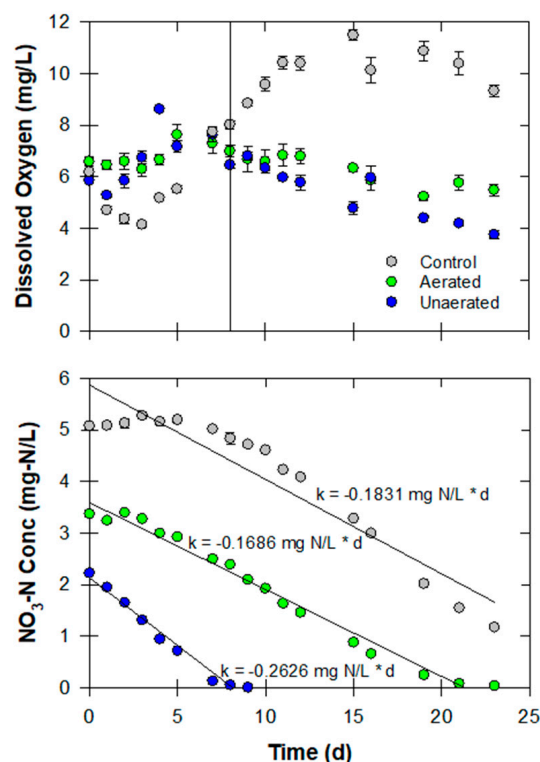 Dissolved Oxygen (mg/L)
12
10
8
6
4
2
0
Control
Aerated
Unaerated
NO3-N Conc (mg-N/L)
6
5
4
3
2
1
0
k = -0.1831 mg N/L * d
k = -0.1686 mg N/L * d
k = -0.2626 mg N/L * d
0 5 10 15 20 25
Time (d)